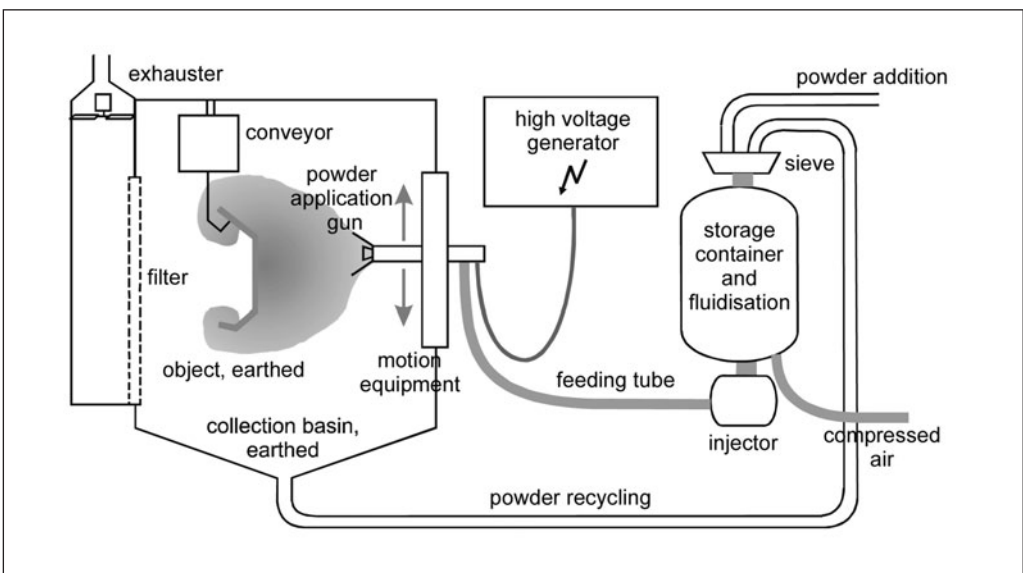 exhauster
conveyor
powder
application
gun
filter
object, earthed
motion
equipment
collection basin,
earthed
high voltage
generator
powder addition
sieve
storage
container
and
fluidisation
feeding tube
injector
compressed
air
powder recycling